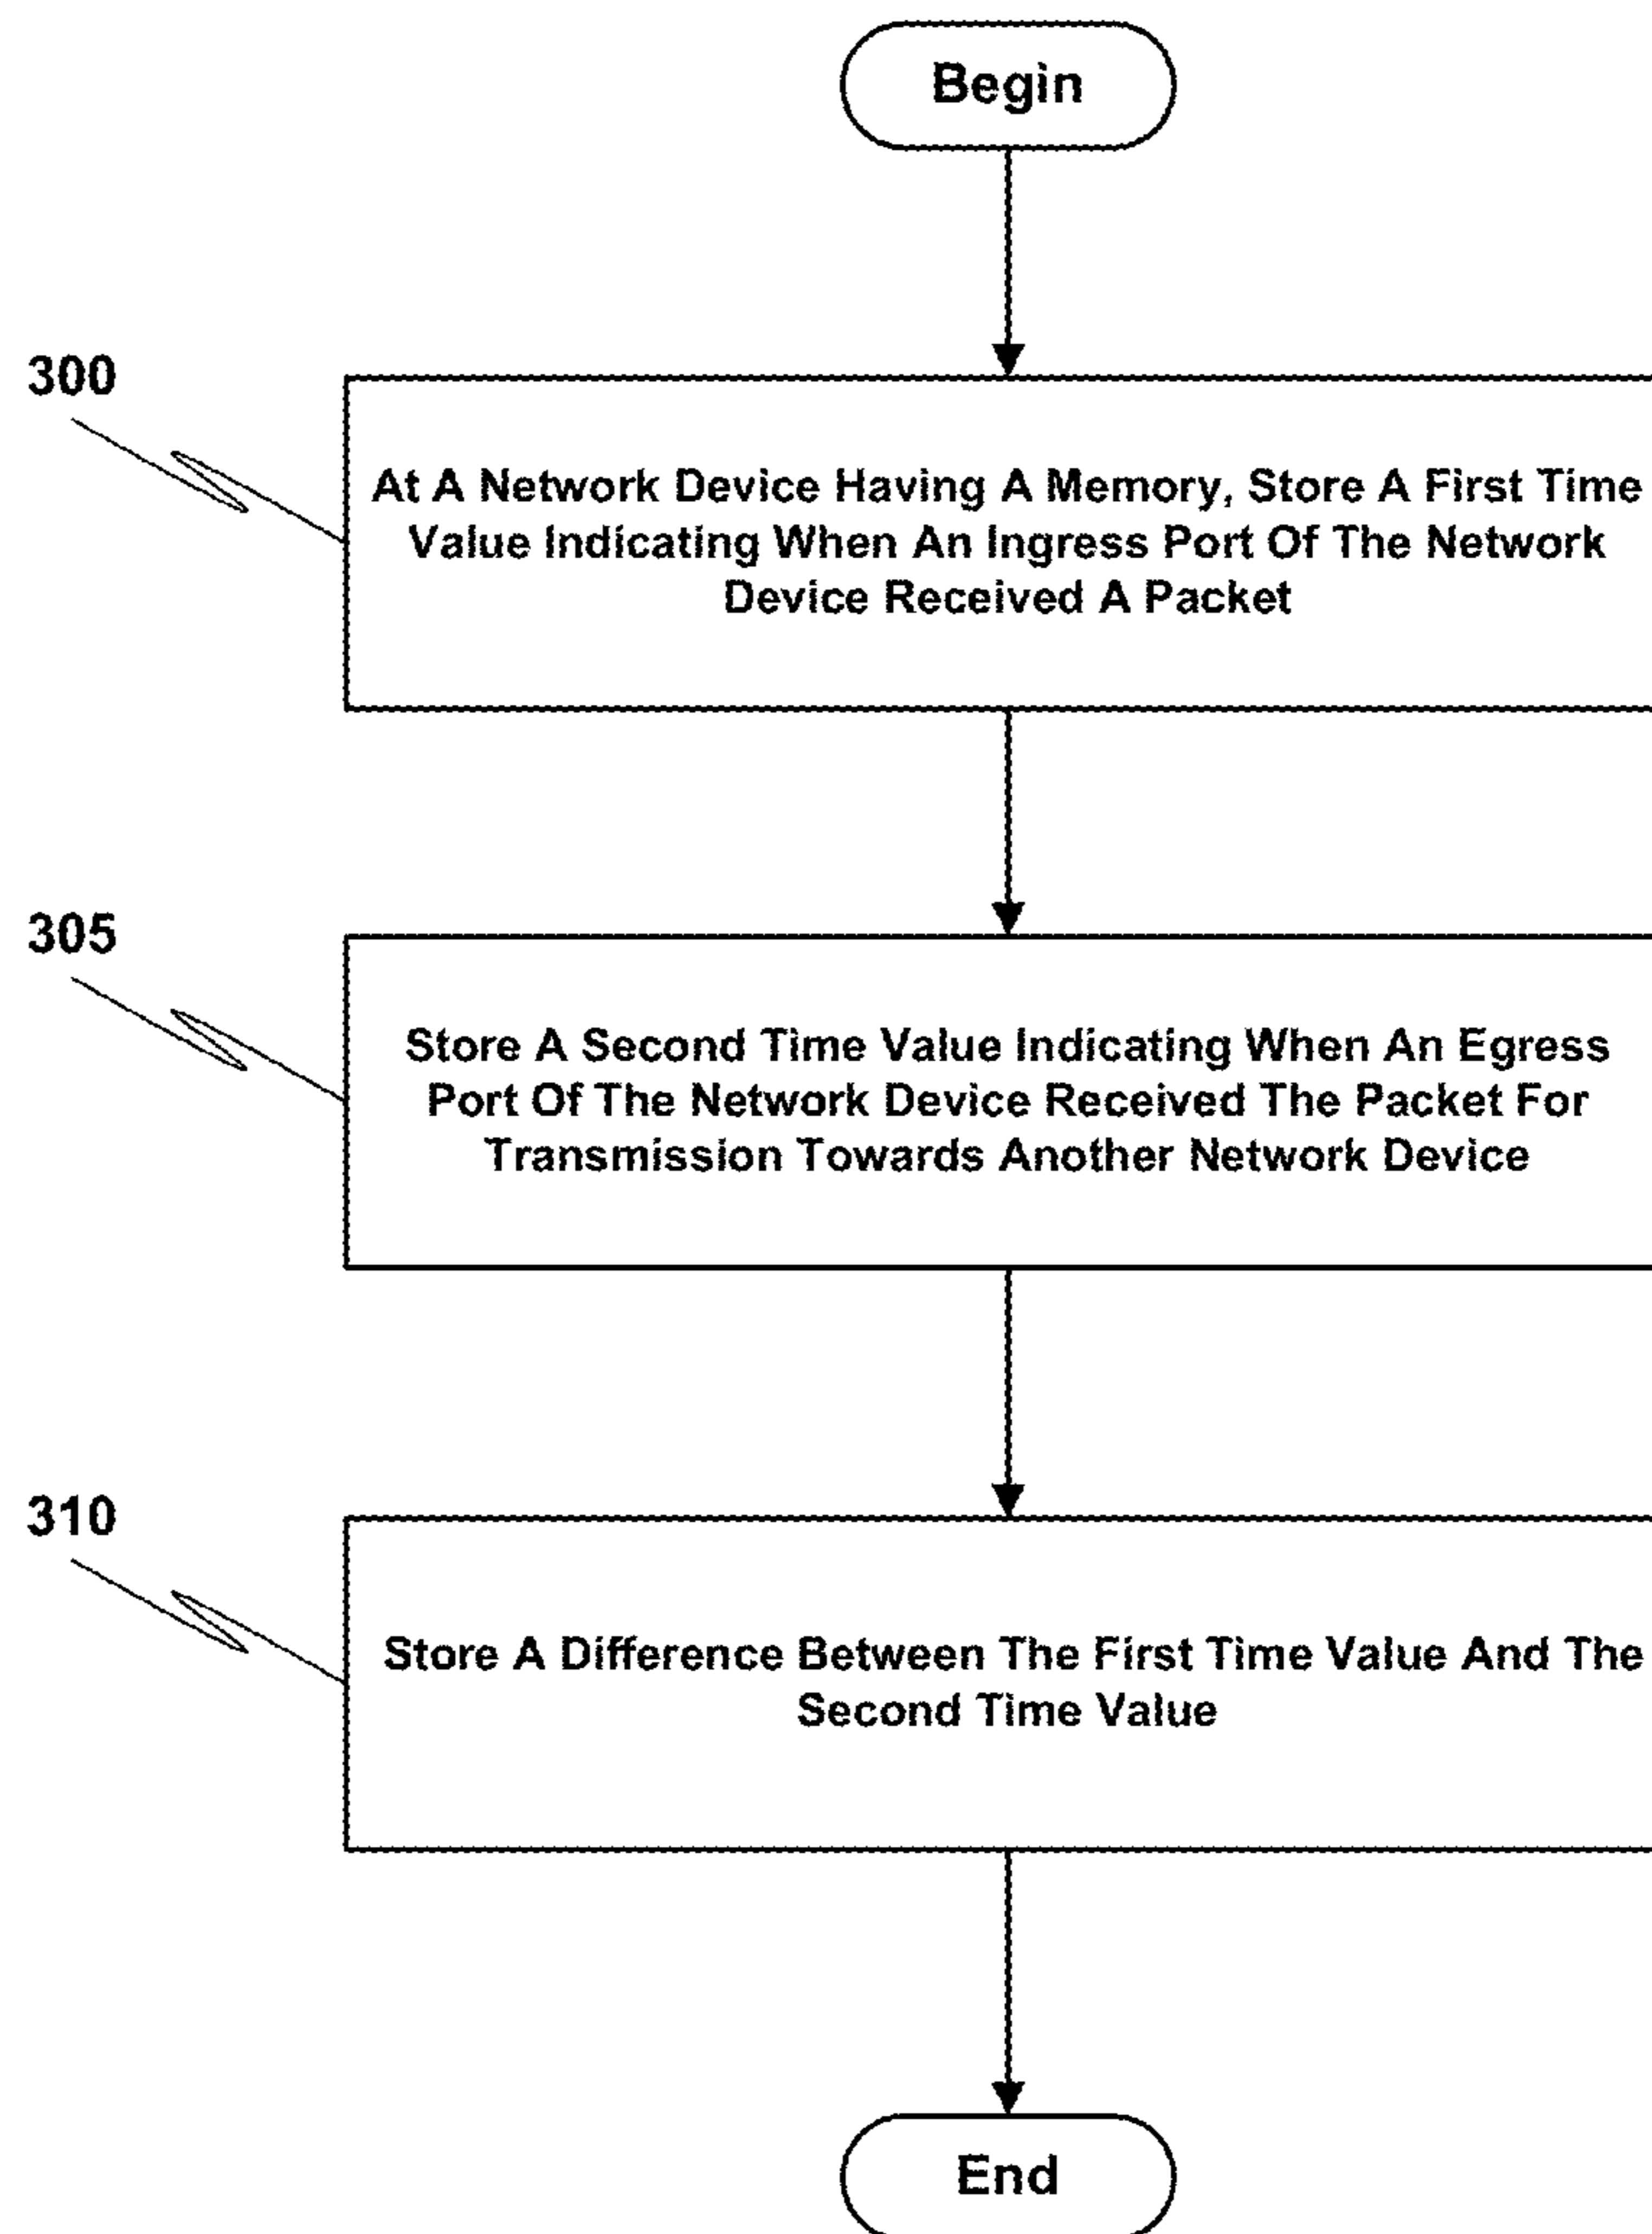 Begin
300
At A Network Device Having A Memory, Store A First Time
Value Indicating When An Ingress Port Of The Network
Device Received A Packet
305
Store A Second Time Value Indicating When An Egress
Port Of The Network Device Received The Packet For
Transmission Towards Another Network Device
310
Store A Difference Between The First Time Value And The
Second Time Value
End